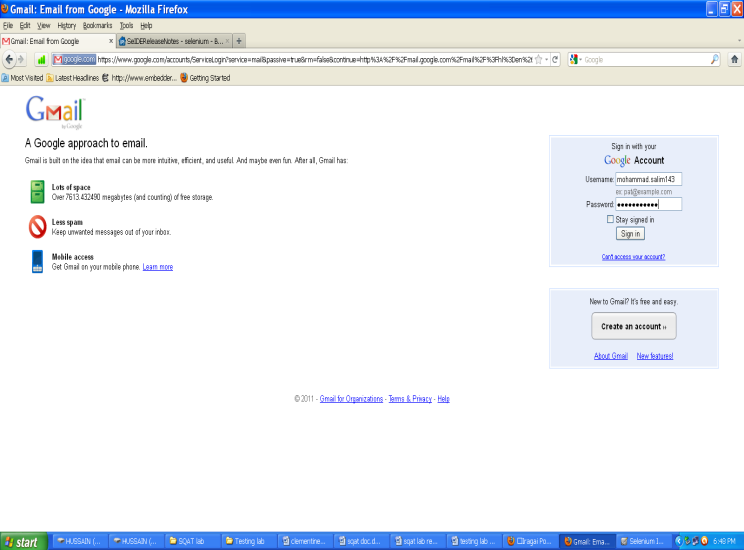 Gmail: Email from Google - Mozilla Firefox
File Edit View History Bookmarks Tools Help
Gmail: Email from Google × SeIDEReleaseNotes - selenium - B... × +
google.com https://www.google.com/accounts/ServiceLogin?service=mail&passive=true&rm=false&continue=http%3A%2F%2Fmail.google.com%2Fmail%2F%3Fhl%3Den%26 Google
Most Visited Latest Headlines http://www.embedder... Getting Started
Gmail
by Google
A Google approach to email.
Gmail is built on the idea that email can be more intuitive, efficient, and useful. And maybe even fun. After all, Gmail has:
Lots of space
Over 7613.432490 megabytes (and counting) of free storage.
Less spam
Keep unwanted messages out of your inbox.
Mobile access
Get Gmail on your mobile phone. Learn more
Sign in with your
Google Account
Username: mohammad.salim143
ex: pat@example.com
Password: •••••••••••
Stay signed in
Sign in
Can't access your account?
New to Gmail? It's free and easy.
Create an account »
About Gmail New features!
© 2011 - Gmail for Organizations - Terms & Privacy - Help
start HUSSAIN (... HUSSAIN (... SQAT lab Testing lab clementine... sqat doc.d... sqat lab re... testing lab ... Gmail: Ema... Selenium I... 6:48 PM